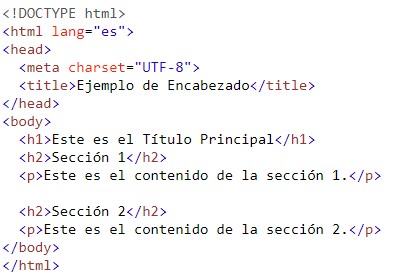 <!DOCTYPE html>
<html lang="es">
<head>
  <meta charset="UTF-8">
  <title>Ejemplo de Encabezado</title>
</head>
<body>
  <h1>Este es el Título Principal</h1>
  <h2>Sección 1</h2>
  <p>Este es el contenido de la sección 1.</p>

  <h2>Sección 2</h2>
  <p>Este es el contenido de la sección 2.</p>
</body>
</html>